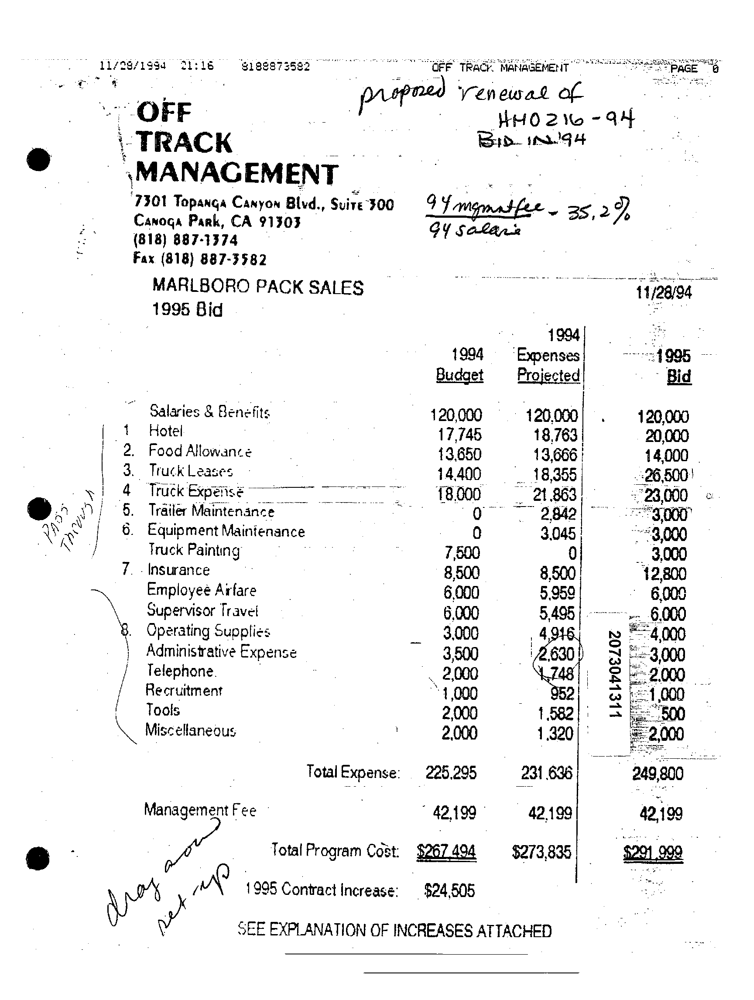 11/28/1994 21:16 8188873582 OFF TRACK MANAGEMENT PAGE 0
proposed renewal of
HH0216-94
BID IN '94
OFF
TRACK
MANAGEMENT
7301 Topanga Canyon Blvd., Suite 300
Canoga Park, CA 91303
(818) 887-1374
Fax (818) 887-3582
94 mgmnt fee - 35,2%
94 salarie
MARLBORO PACK SALES 11/28/94
1995 Bid
1994
1994 Expenses 1995
Budget Projected Bid
Salaries & Benefits 120,000 120,000 120,000
1 Hotel 17,745 18,763 20,000
2. Food Allowance 13,650 13,666 14,000
3. Truck Leases 14,400 18,355 26,500
4 Truck Expense 18,000 21,863 23,000
5. Trailer Maintenance 0 2,842 3,000
6. Equipment Maintenance 0 3,045 3,000
Truck Painting 7,500 0 3,000
7. Insurance 8,500 8,500 12,800
Employee Airfare 6,000 5,959 6,000
Supervisor Travel 6,000 5,495 6,000
8. Operating Supplies 3,000 4,916 4,000
Administrative Expense 3,500 2,630 3,000
Telephone. 2,000 1,748 2,000
Recruitment 1,000 952 1,000
Tools 2,000 1,582 500
Miscellaneous 2,000 1,320 2,000
PASS
THROUGH
2073041311
Total Expense: 225,295 231,636 249,800
Management Fee 42,199 42,199 42,199
Total Program Cost: $267,494 $273,835 $291,999
1995 Contract Increase: $24,505
set-up
SEE EXPLANATION OF INCREASES ATTACHED